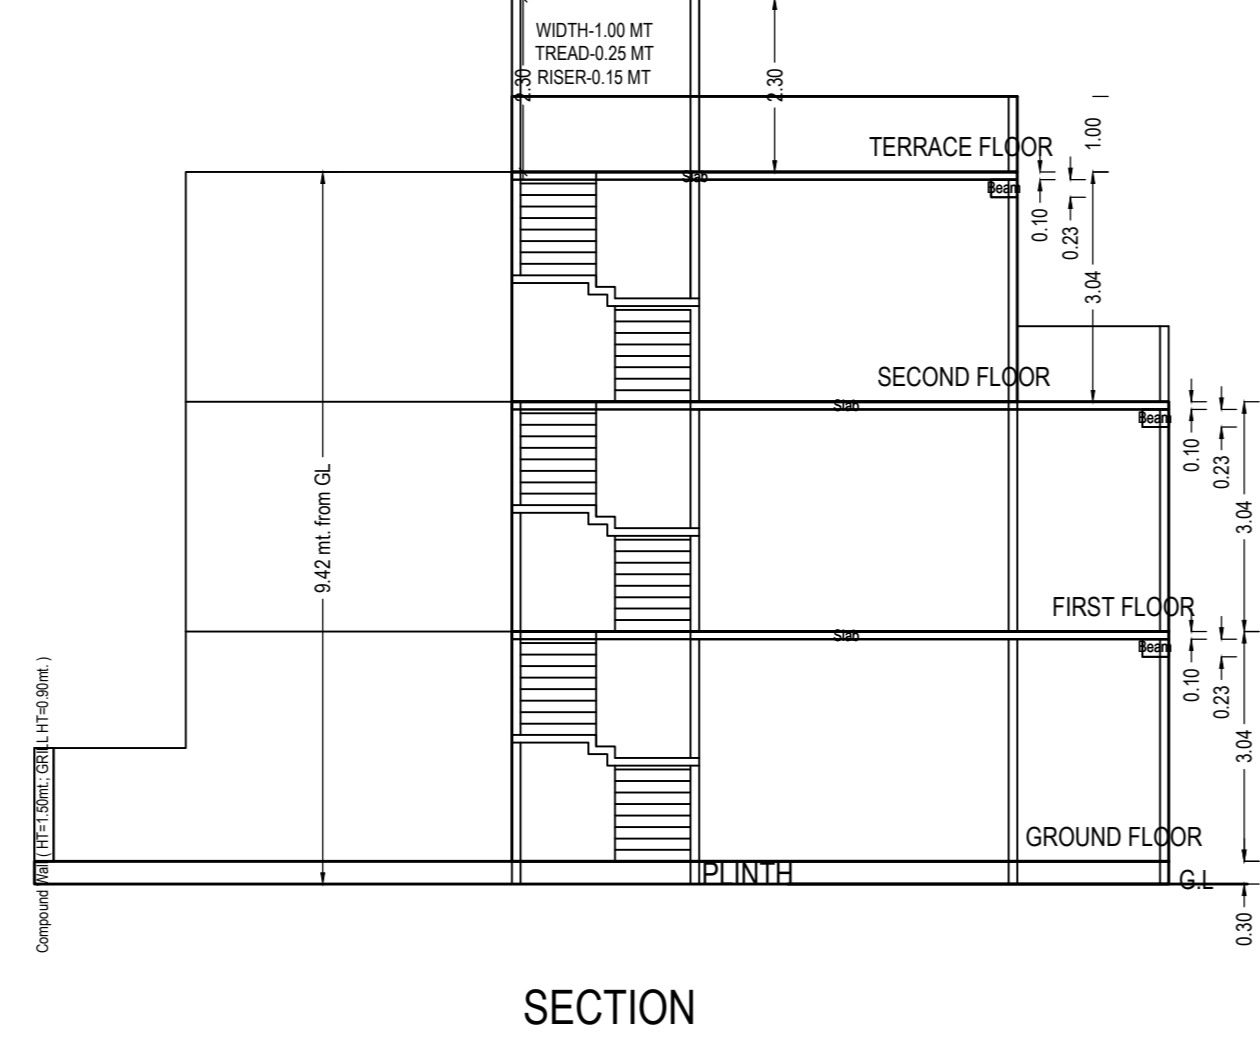 WIDTH-1.00 MT
TREAD-0.25 MT
RISER-0.15 MT
2.30
2.30
1.00
TERRACE FLOOR
Slab
Beam
0.10
0.23
3.04
SECOND FLOOR
Slab
Beam
0.10
0.23
3.04
9.42 mt. from GL
FIRST FLOOR
Slab
Beam
0.10
0.23
3.04
Compound Wall ( HT=1.50mt.; GRILL HT=0.90mt. )
GROUND FLOOR
PLINTH
G.L
0.30
SECTION